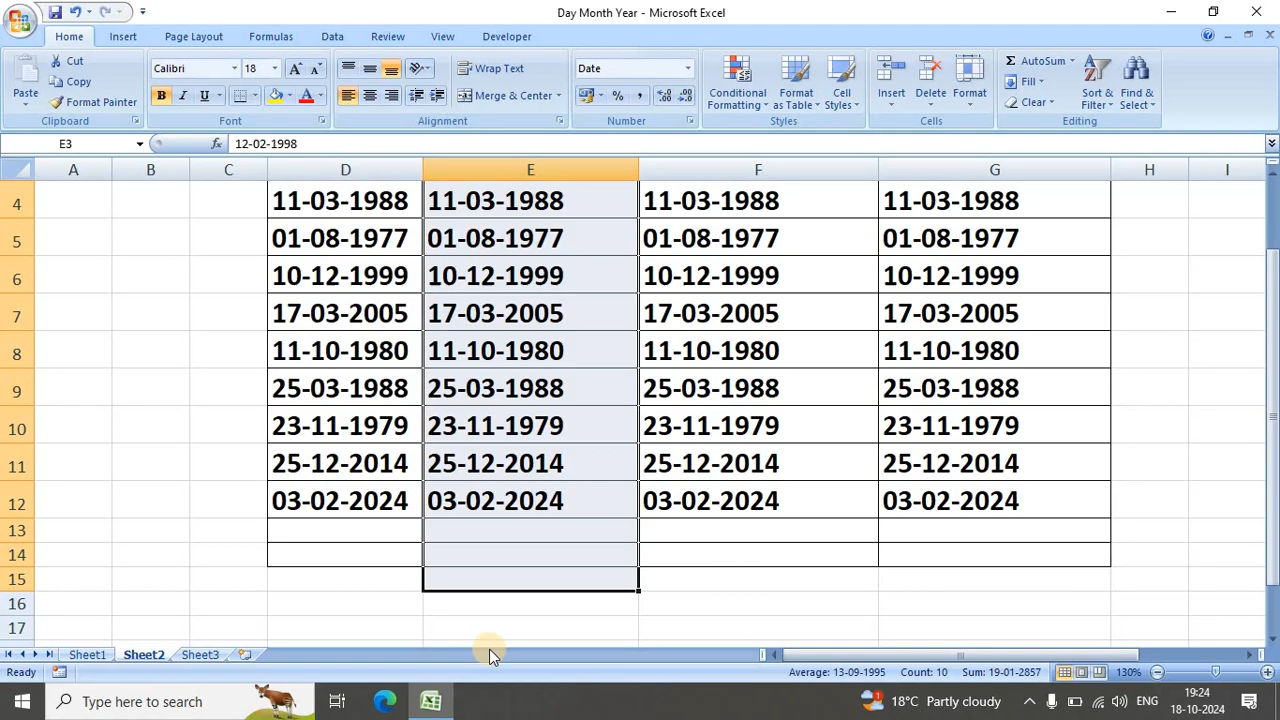 Day Month Year - Microsoft Excel
Home Insert Page Layout Formulas Data Review View Developer
Paste Cut Copy Format Painter
Clipboard
Calibri 18 A A
B I U A
Font
Wrap Text
Merge & Center
Alignment
Date
% ,
Number
Conditional Formatting Format as Table Cell Styles
Styles
Insert Delete Format
Cells
Σ AutoSum Fill Clear Sort & Filter Find & Select
Editing
E3 fx 12-02-1998
A B C D E F G H I
4 11-03-1988 11-03-1988 11-03-1988 11-03-1988
5 01-08-1977 01-08-1977 01-08-1977 01-08-1977
6 10-12-1999 10-12-1999 10-12-1999 10-12-1999
7 17-03-2005 17-03-2005 17-03-2005 17-03-2005
8 11-10-1980 11-10-1980 11-10-1980 11-10-1980
9 25-03-1988 25-03-1988 25-03-1988 25-03-1988
10 23-11-1979 23-11-1979 23-11-1979 23-11-1979
11 25-12-2014 25-12-2014 25-12-2014 25-12-2014
12 03-02-2024 03-02-2024 03-02-2024 03-02-2024
13
14
15
16
17
Sheet1 Sheet2 Sheet3
Ready Average: 13-09-1995 Count: 10 Sum: 19-01-2857 130%
Type here to search 1 18°C Partly cloudy ENG 19:24
18-10-2024